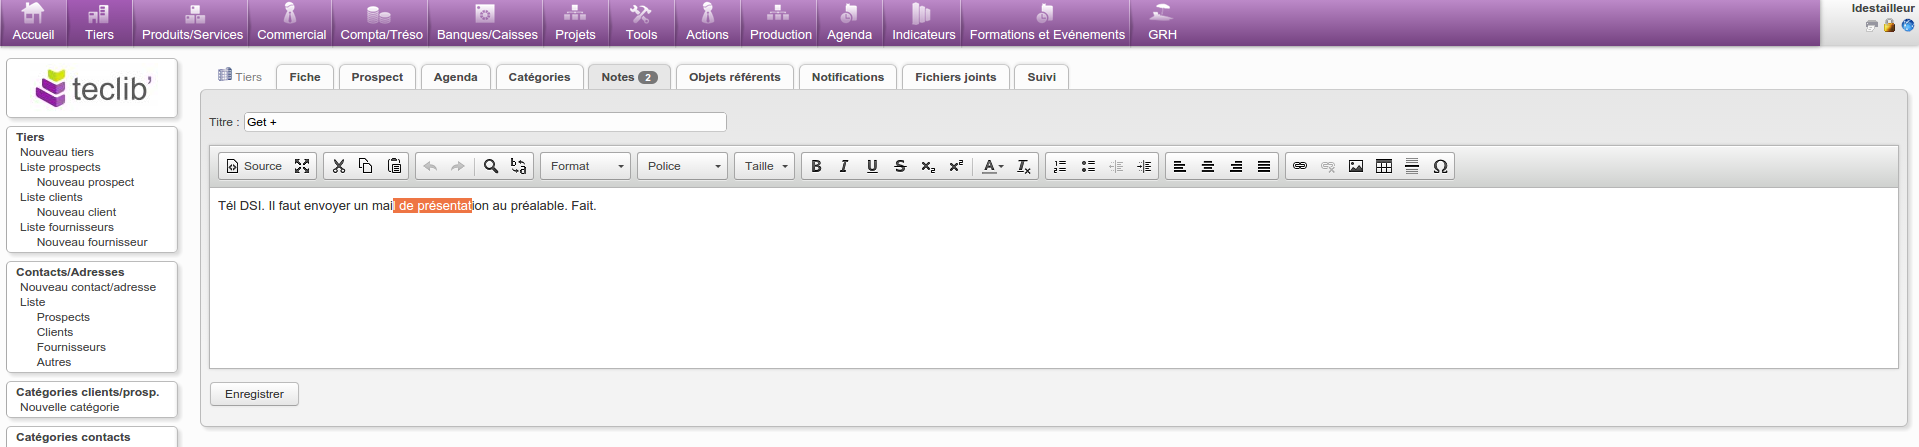 Accueil Tiers Produits/Services Commercial Compta/Tréso Banques/Caisses Projets Tools Actions Production Agenda Indicateurs Formations et Evénements GRH
ldestailleur
teclib'
Tiers Fiche Prospect Agenda Catégories Notes 2 Objets référents Notifications Fichiers joints Suivi
Titre : Get +
Source Format Police Taille B I U S x₂ x² A Tx Ω
Tél DSI. Il faut envoyer un mail de présentation au préalable. Fait.
Enregistrer
Tiers
Nouveau tiers
Liste prospects
Nouveau prospect
Liste clients
Nouveau client
Liste fournisseurs
Nouveau fournisseur
Contacts/Adresses
Nouveau contact/adresse
Liste
Prospects
Clients
Fournisseurs
Autres
Catégories clients/prosp.
Nouvelle catégorie
Catégories contacts